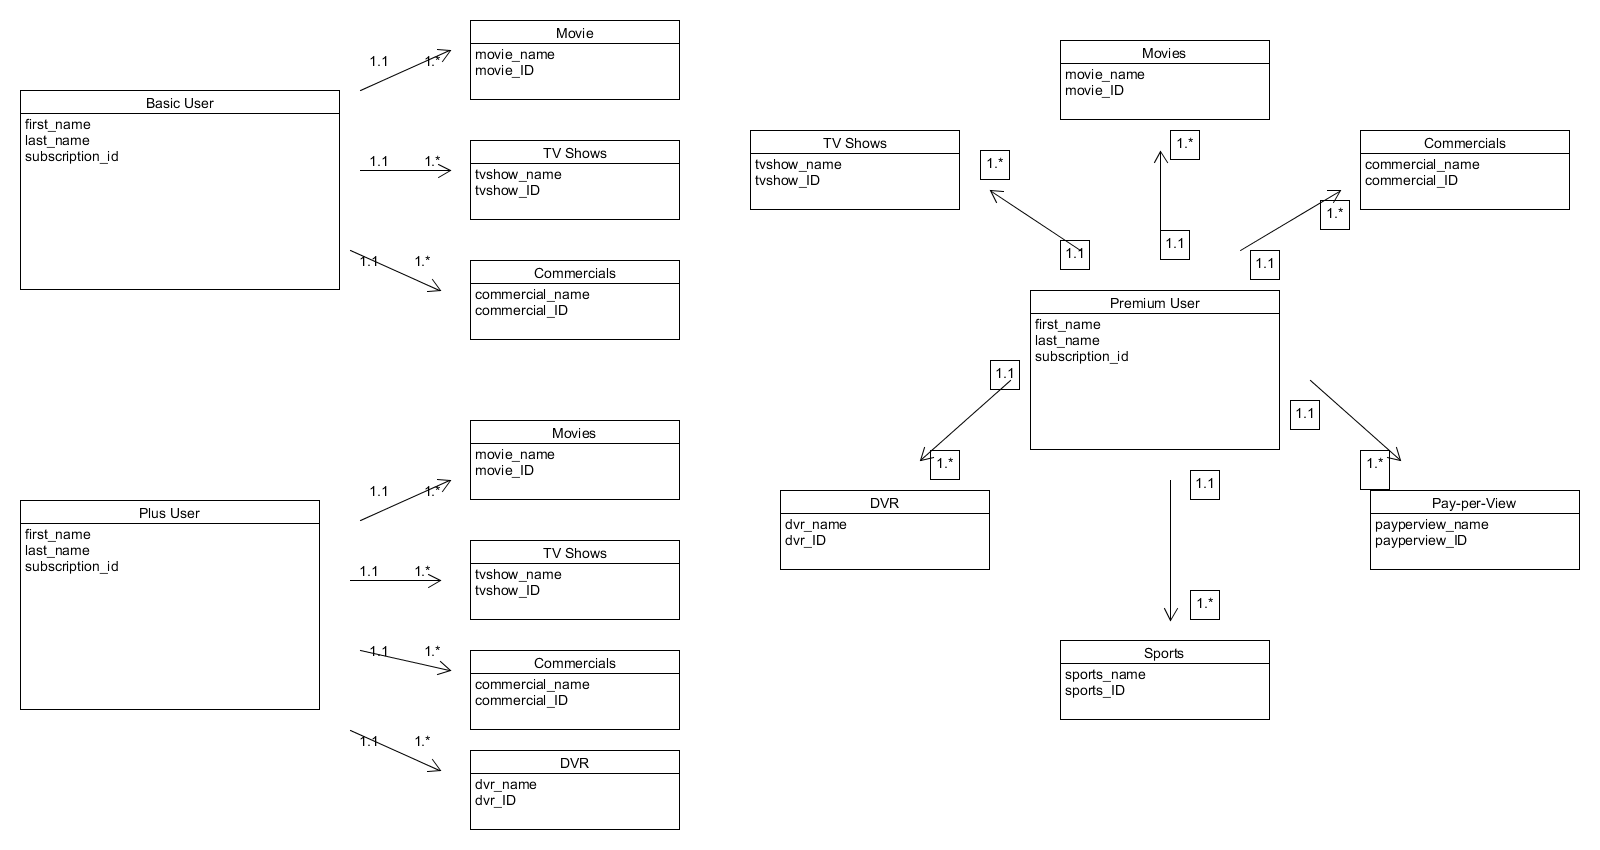 Basic User
first_name
last_name
subscription_id
1.1
1.*
Movie
movie_name
movie_ID
1.1
1.*
TV Shows
tvshow_name
tvshow_ID
1.1
1.*
Commercials
commercial_name
commercial_ID
Plus User
first_name
last_name
subscription_id
1.1
1.*
Movies
movie_name
movie_ID
1.1
1.*
TV Shows
tvshow_name
tvshow_ID
1.1
1.*
Commercials
commercial_name
commercial_ID
1.1
1.*
DVR
dvr_name
dvr_ID
Movies
movie_name
movie_ID
TV Shows
tvshow_name
tvshow_ID
1.*
1.*
Commercials
commercial_name
commercial_ID
1.*
1.1
1.1
1.1
Premium User
first_name
last_name
subscription_id
1.1
1.1
1.*
1.1
1.*
DVR
dvr_name
dvr_ID
Pay-per-View
payperview_name
payperview_ID
1.*
Sports
sports_name
sports_ID